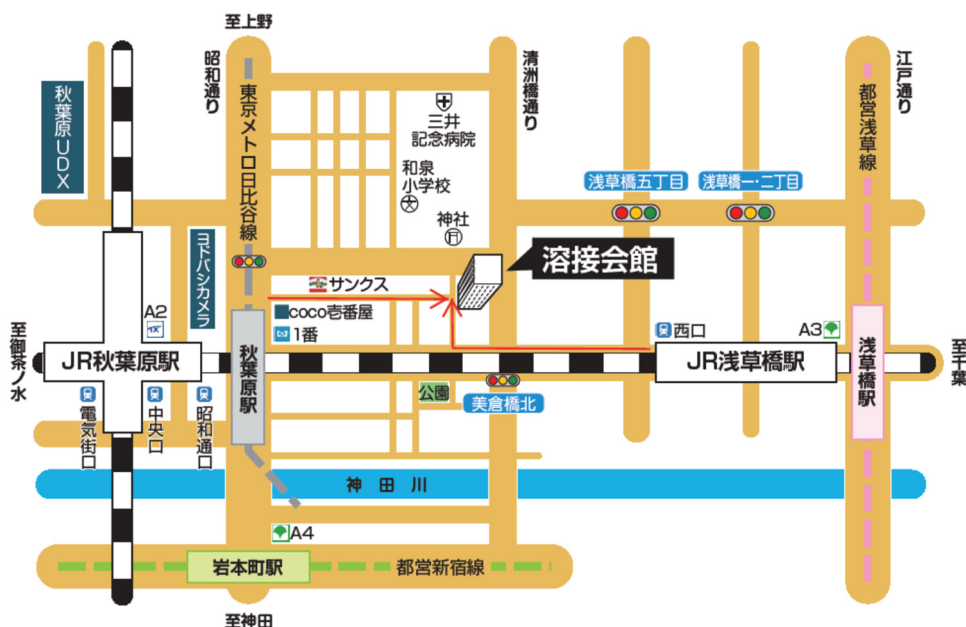 至上野
昭和通り
清洲橋通り
江戸通り
秋葉原UDX
東京メトロ日比谷線
三井
記念病院
都営浅草線
和泉
小学校
浅草橋五丁目
浅草橋一・二丁目
神社
ヨドバシカメラ
溶接会館
サンクス
A2
coco壱番屋
1番
西口
A3
至御茶ノ水
JR秋葉原駅
秋葉原駅
JR浅草橋駅
浅草橋駅
至千葉
電気街口
中央口
昭和通口
公園
美倉橋北
神田川
A4
岩本町駅
都営新宿線
至神田